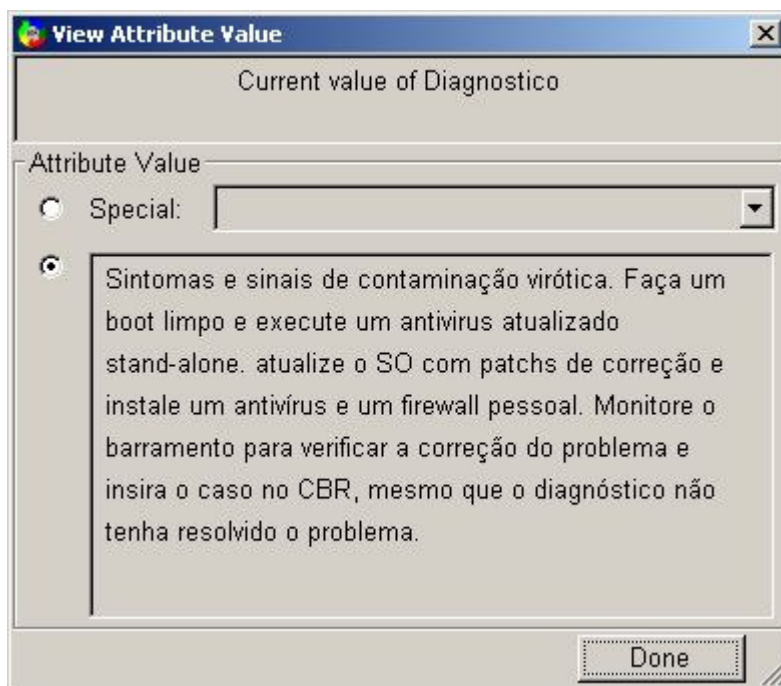 View Attribute Value
Current value of Diagnostico
Attribute Value
Special:
Sintomas e sinais de contaminação virótica. Faça um
boot limpo e execute um antivirus atualizado
stand-alone. atualize o SO com patchs de correção e
instale um antivírus e um firewall pessoal. Monitore o
barramento para verificar a correção do problema e
insira o caso no CBR, mesmo que o diagnóstico não
tenha resolvido o problema.
Done